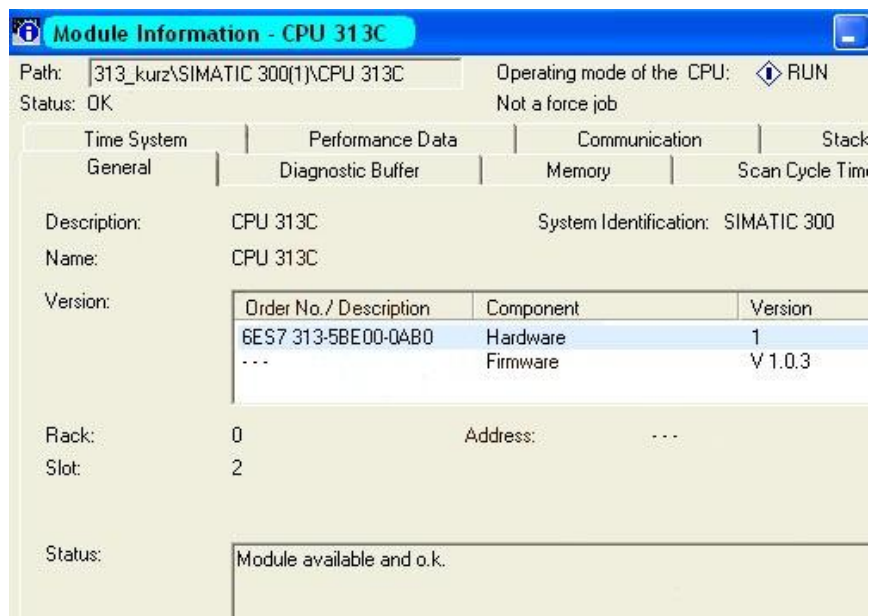 Module Information - CPU 313C
Path: 313_kurz\SIMATIC 300(1)\CPU 313C Operating mode of the CPU: RUN
Status: OK Not a force job
Time System Performance Data Communication Stack
General Diagnostic Buffer Memory Scan Cycle Time
Description: CPU 313C System Identification: SIMATIC 300
Name: CPU 313C
Version: Order No./ Description Component Version
6ES7 313-5BE00-0AB0 Hardware 1
- - - Firmware V 1.0.3
Rack: 0 Address: - - -
Slot: 2
Status: Module available and o.k.